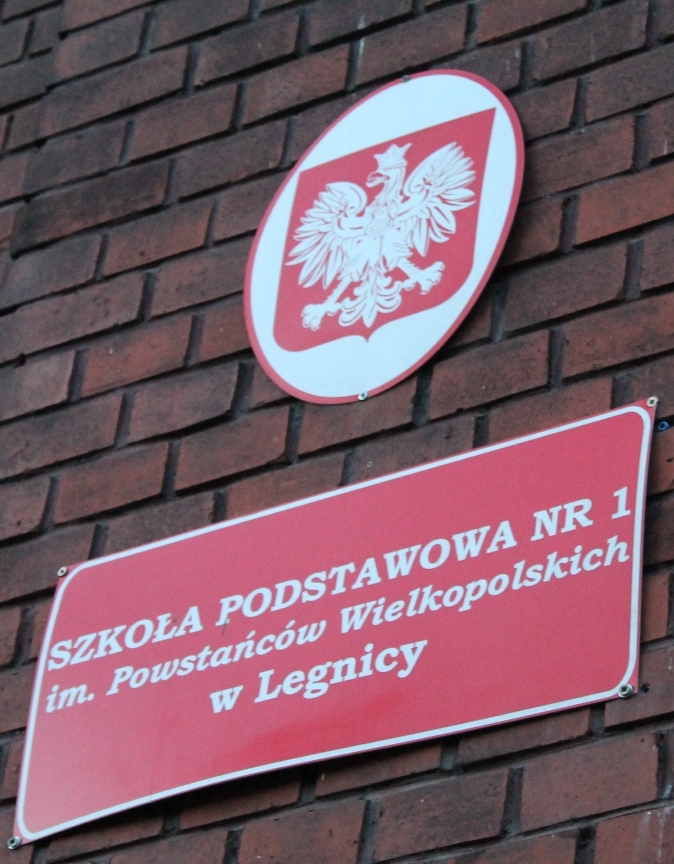 SZKOŁA PODSTAWOWA NR 1
im. Powstańców Wielkopolskich
w Legnicy